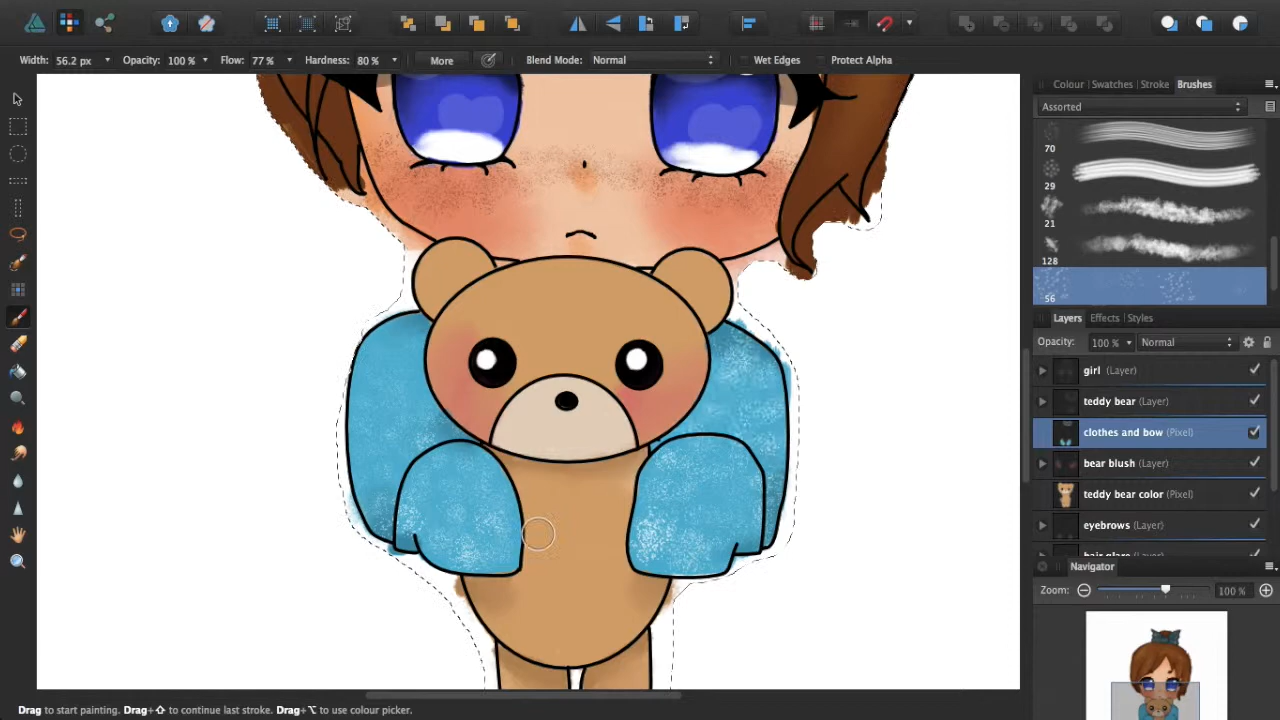 Width: 56.2 px Opacity: 100 % Flow: 77 % Hardness: 80 % More Blend Mode: Normal Wet Edges Protect Alpha
Colour Swatches Stroke Brushes
Assorted
70
29
21
128
56
Layers Effects Styles
Opacity: 100 % Normal
girl (Layer)
teddy bear (Layer)
clothes and bow (Pixel)
bear blush (Layer)
teddy bear color (Pixel)
eyebrows (Layer)
hair glare (Layer)
Navigator
Zoom: 100 %
Drag to start painting. Drag+⇧ to continue last stroke. Drag+⌥ to use colour picker.